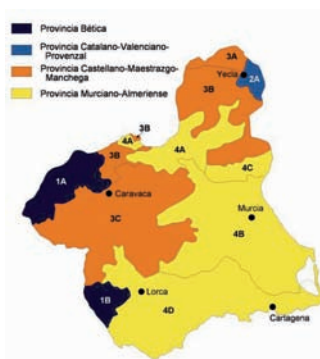 Provincia Bética
Provincia Catalano-Valenciano-
Provenzal
Provincia Castellano-Maestrazgo-
Manchega
Provincia Murciano-Almeriense
3A
Yecla
2A
3B
3B
4A
3B
4A
4C
1A
Caravaca
Murcia
3C
4B
1B
Lorca
4D
Cartagena